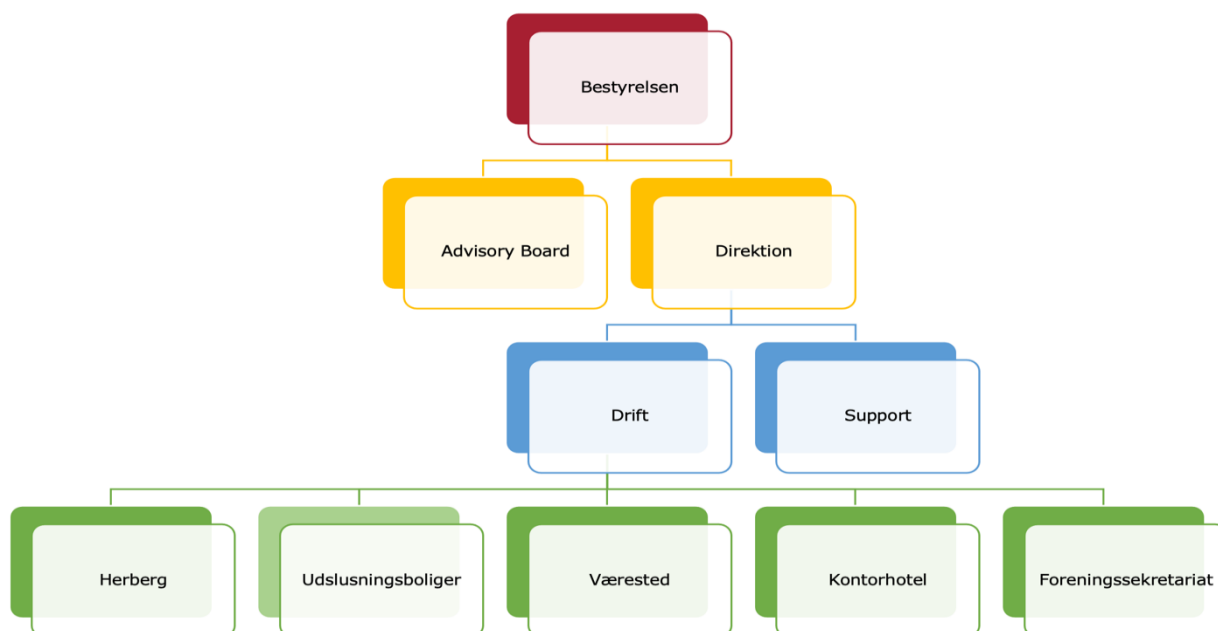 Bestyrelsen
Advisory Board
Direktion
Drift
Support
Herberg
Udslusningsboliger
Værested
Kontorhotel
Foreningssekretariat